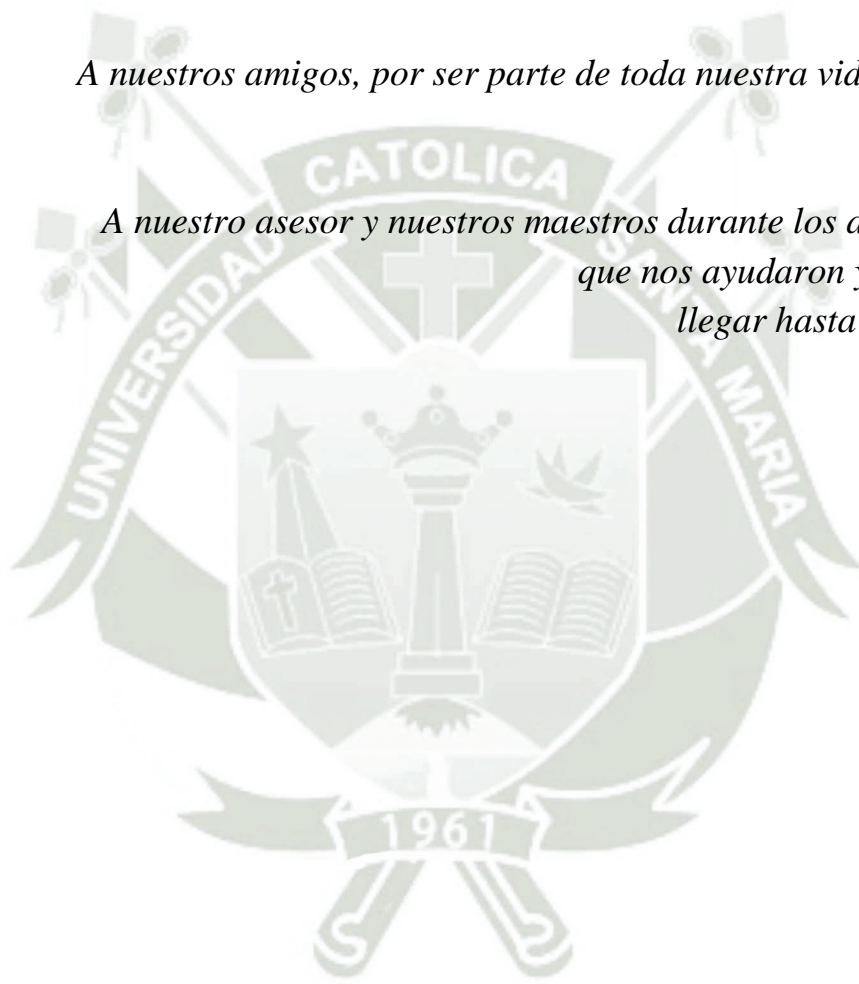 A nuestros amigos, por ser parte de toda nuestra
CATOLICA
A nuestro asesor y nuestros maestros durante los
que nos ayudaron y
llegar hasta
UNIVERSIDAD
SANTA MARIA
1961